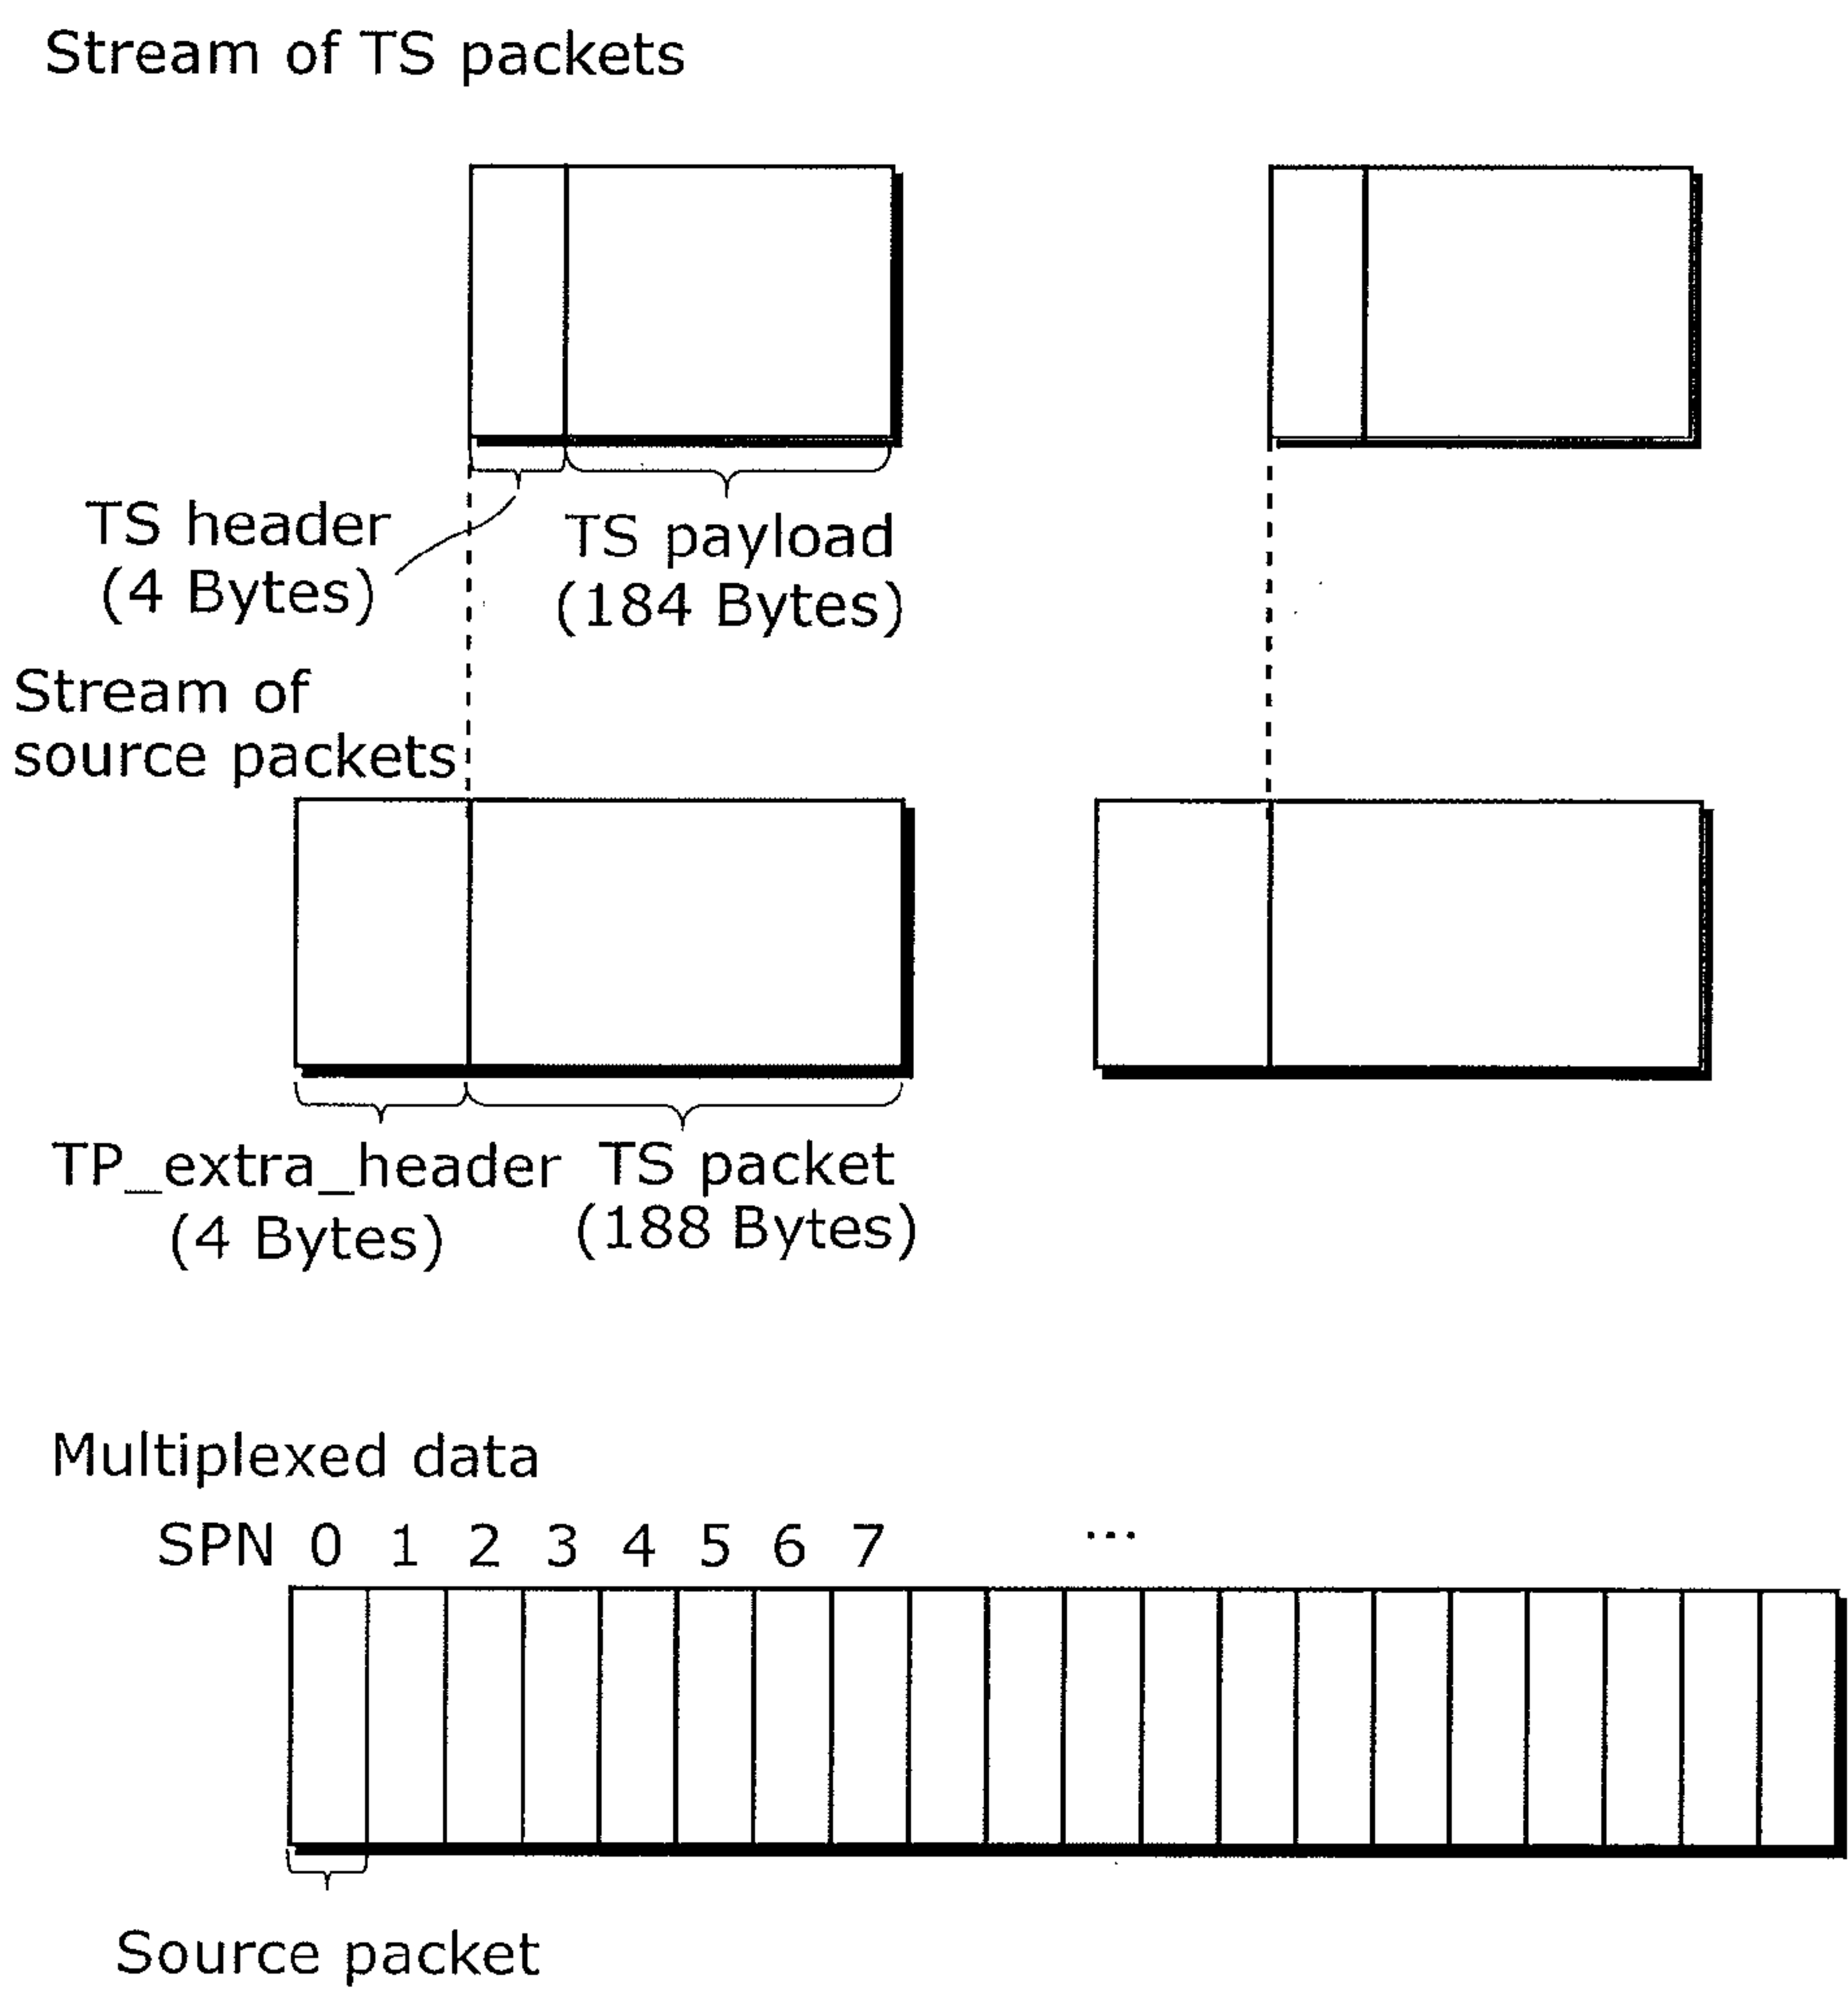 Stream of TS packets
TS header
(4 Bytes)
TS payload
(184 Bytes)
Stream of
source packets
TP_extra_header
(4 Bytes)
TS packet
(188 Bytes)
Multiplexed data
SPN 0 1 2 3 4 5 6 7 ...
Source packet